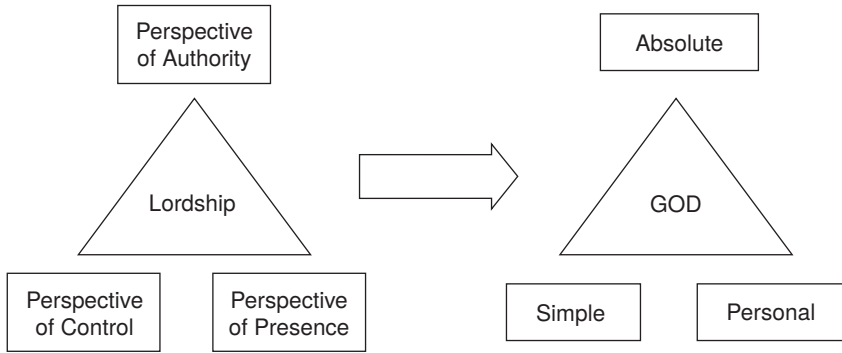 Perspective
of Authority
Absolute
Lordship
GOD
Perspective
of Control
Perspective
of Presence
Simple
Personal